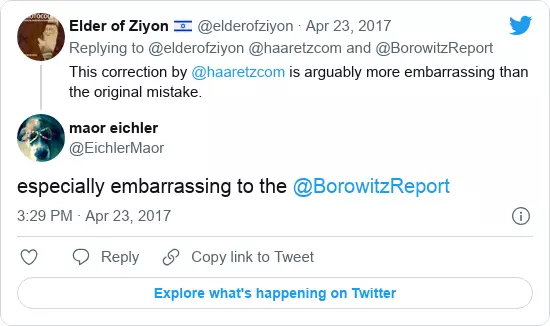 Elder of Ziyon 🇮🇱 @elderofziyon · Apr 23, 2017
Replying to @elderofziyon @haaretzcom and @BorowitzReport
This correction by @haaretzcom is arguably more embarrassing than
the original mistake.
maor eichler
@EichlerMaor
especially embarrassing to the @BorowitzReport
3:29 PM · Apr 23, 2017
Reply
Copy link to Tweet
Explore what's happening on Twitter